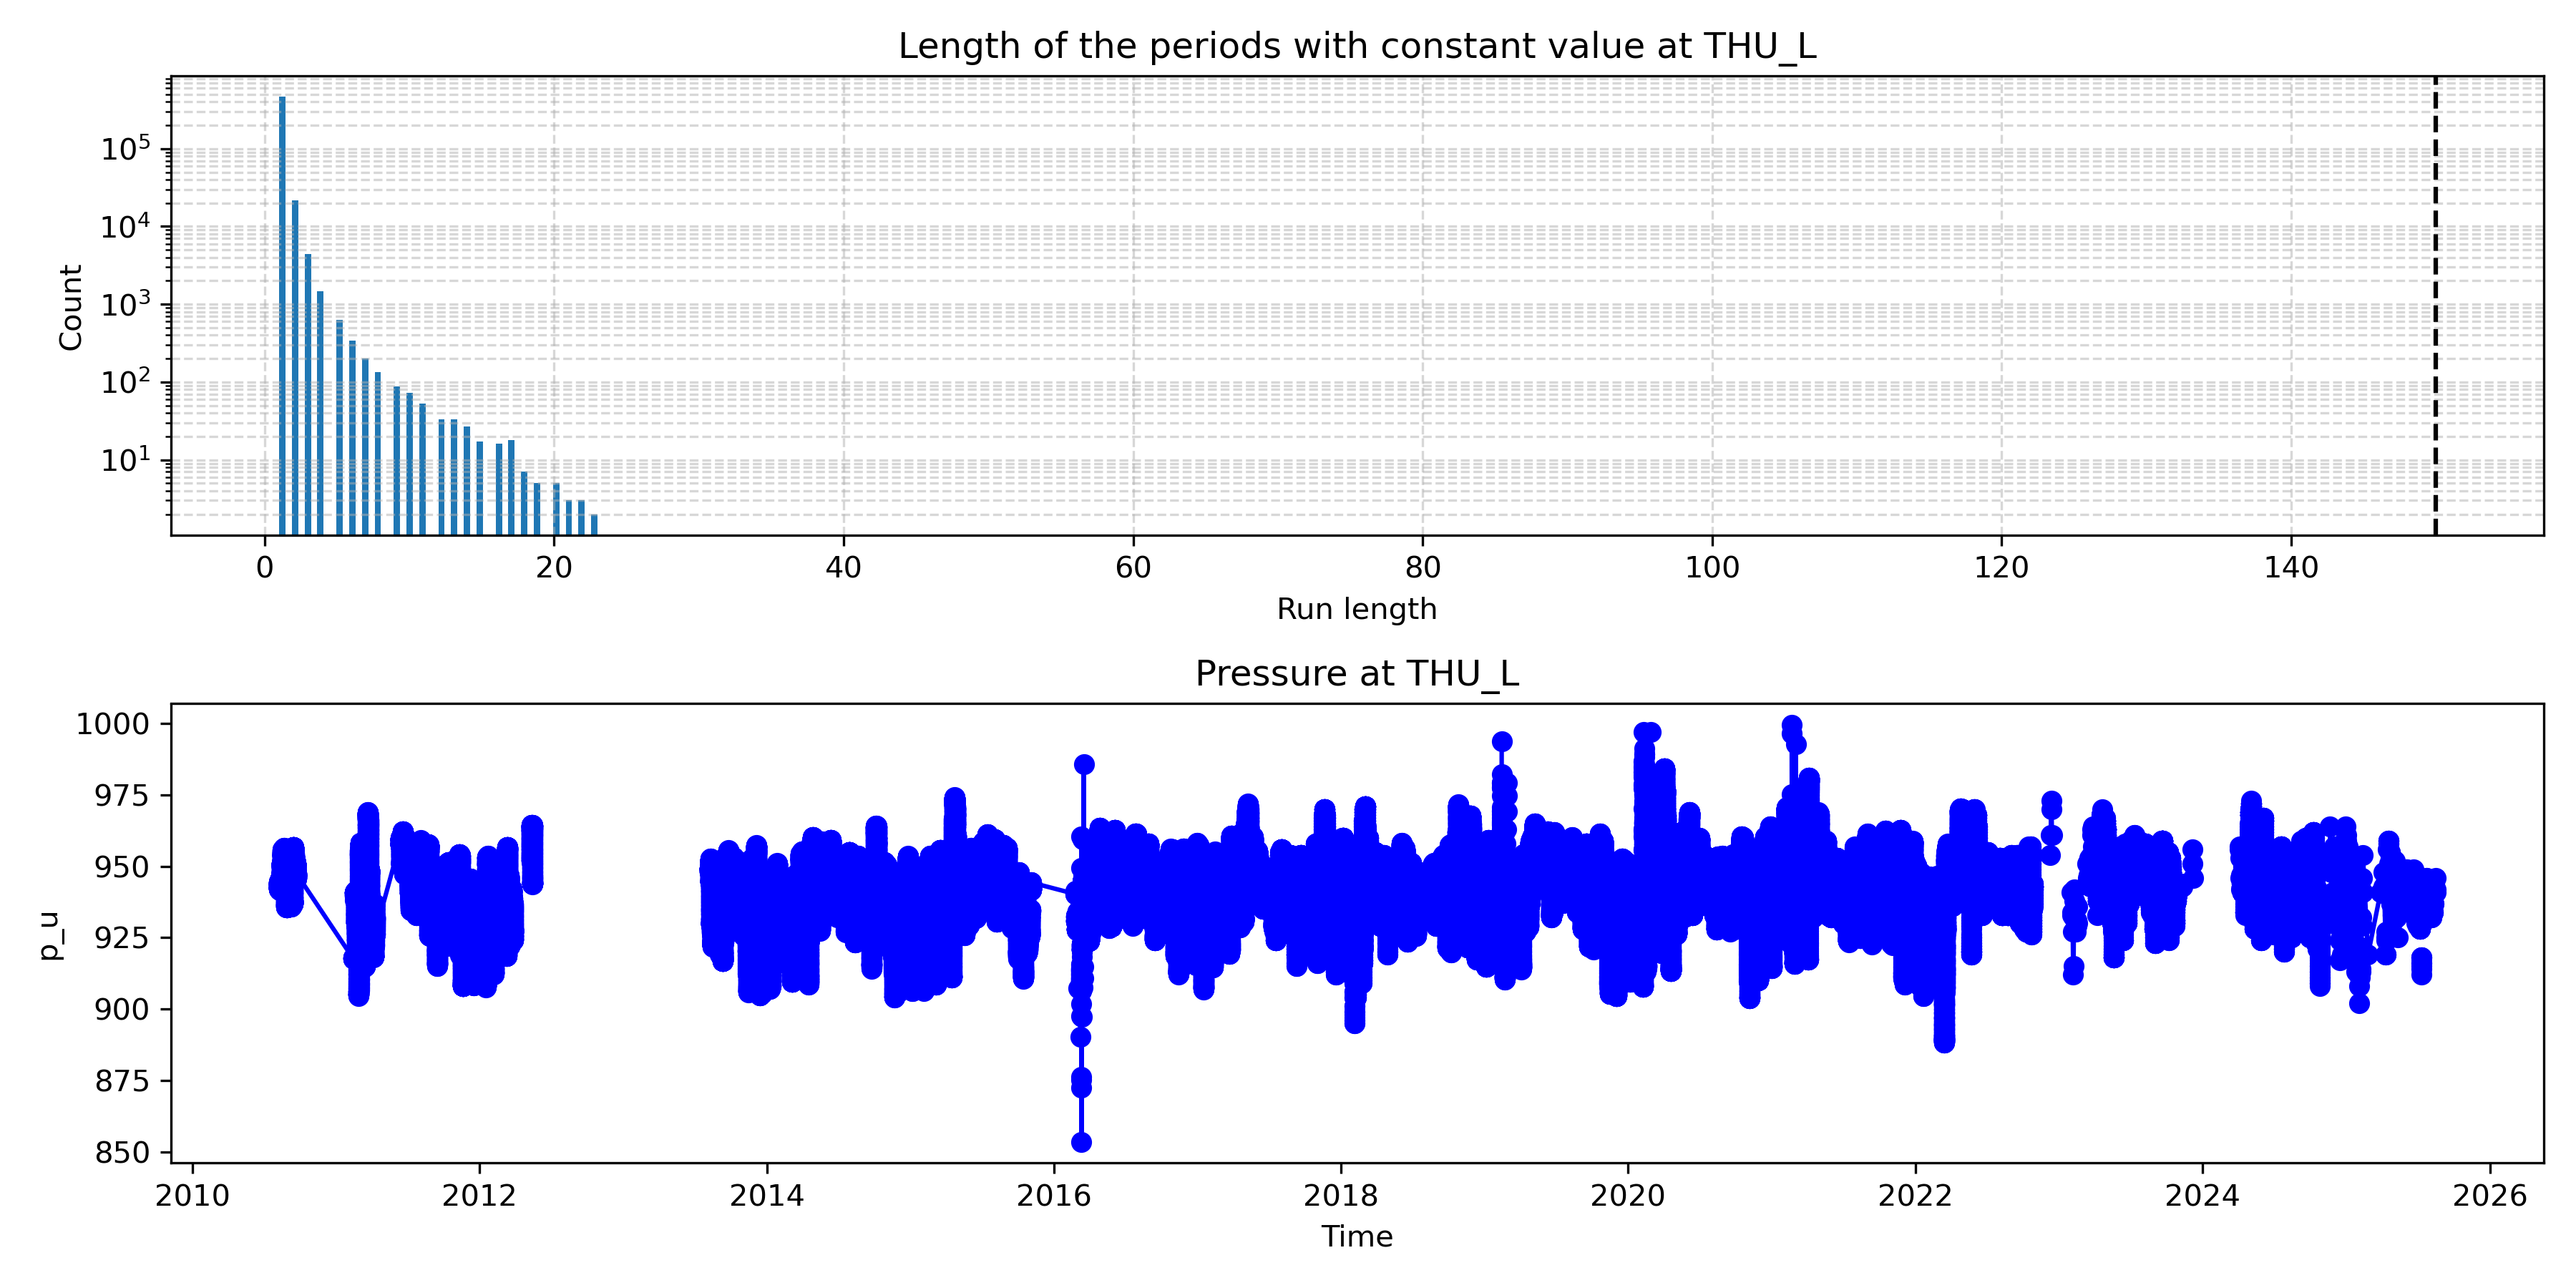 Length of the periods with constant value at THU_L
Count
10^5
10^4
10^3
10^2
10^1
0 20 40 60 80 100 120 140
Run length
Pressure at THU_L
p_u
1000
975
950
925
900
875
850
2010 2012 2014 2016 2018 2020 2022 2024 2026
Time